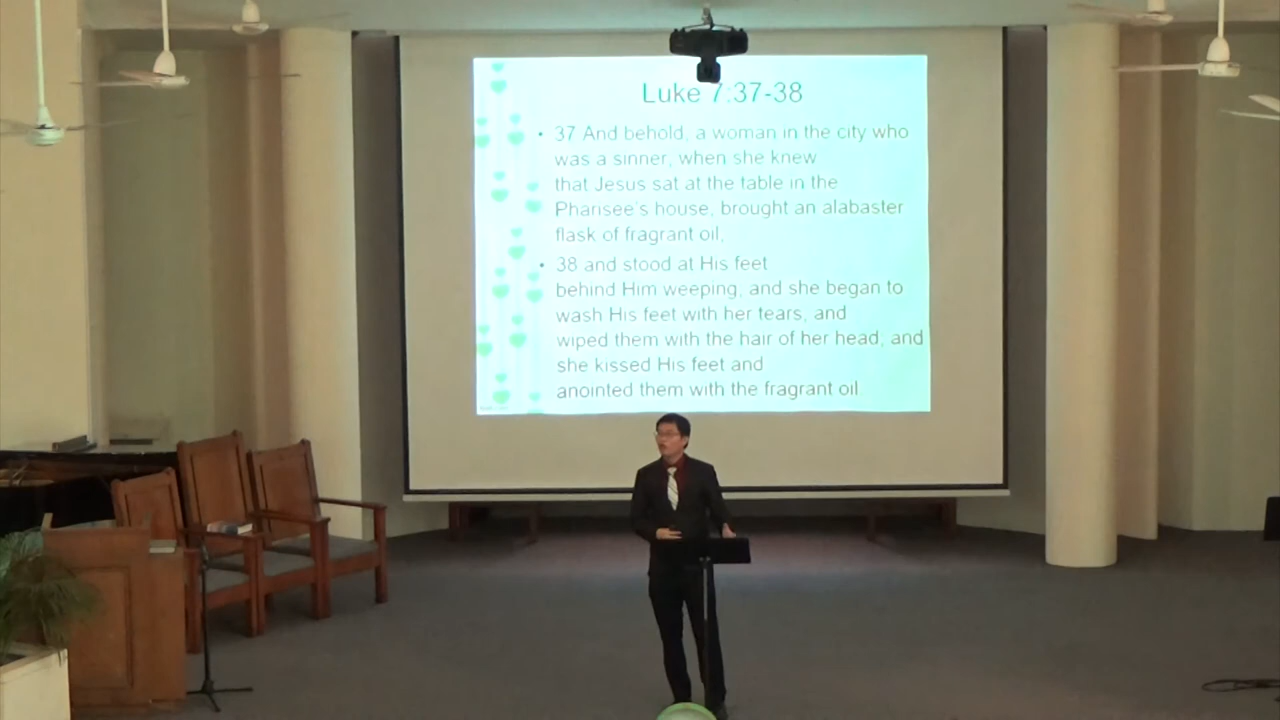 Luke 7:37-38
• 37 And behold, a woman in the city who
was a sinner, when she knew
that Jesus sat at the table in the
Pharisee's house, brought an alabaster
flask of fragrant oil,
• 38 and stood at His feet
behind Him weeping; and she began to
wash His feet with her tears, and
wiped them with the hair of her head; and
she kissed His feet and
anointed them with the fragrant oil.